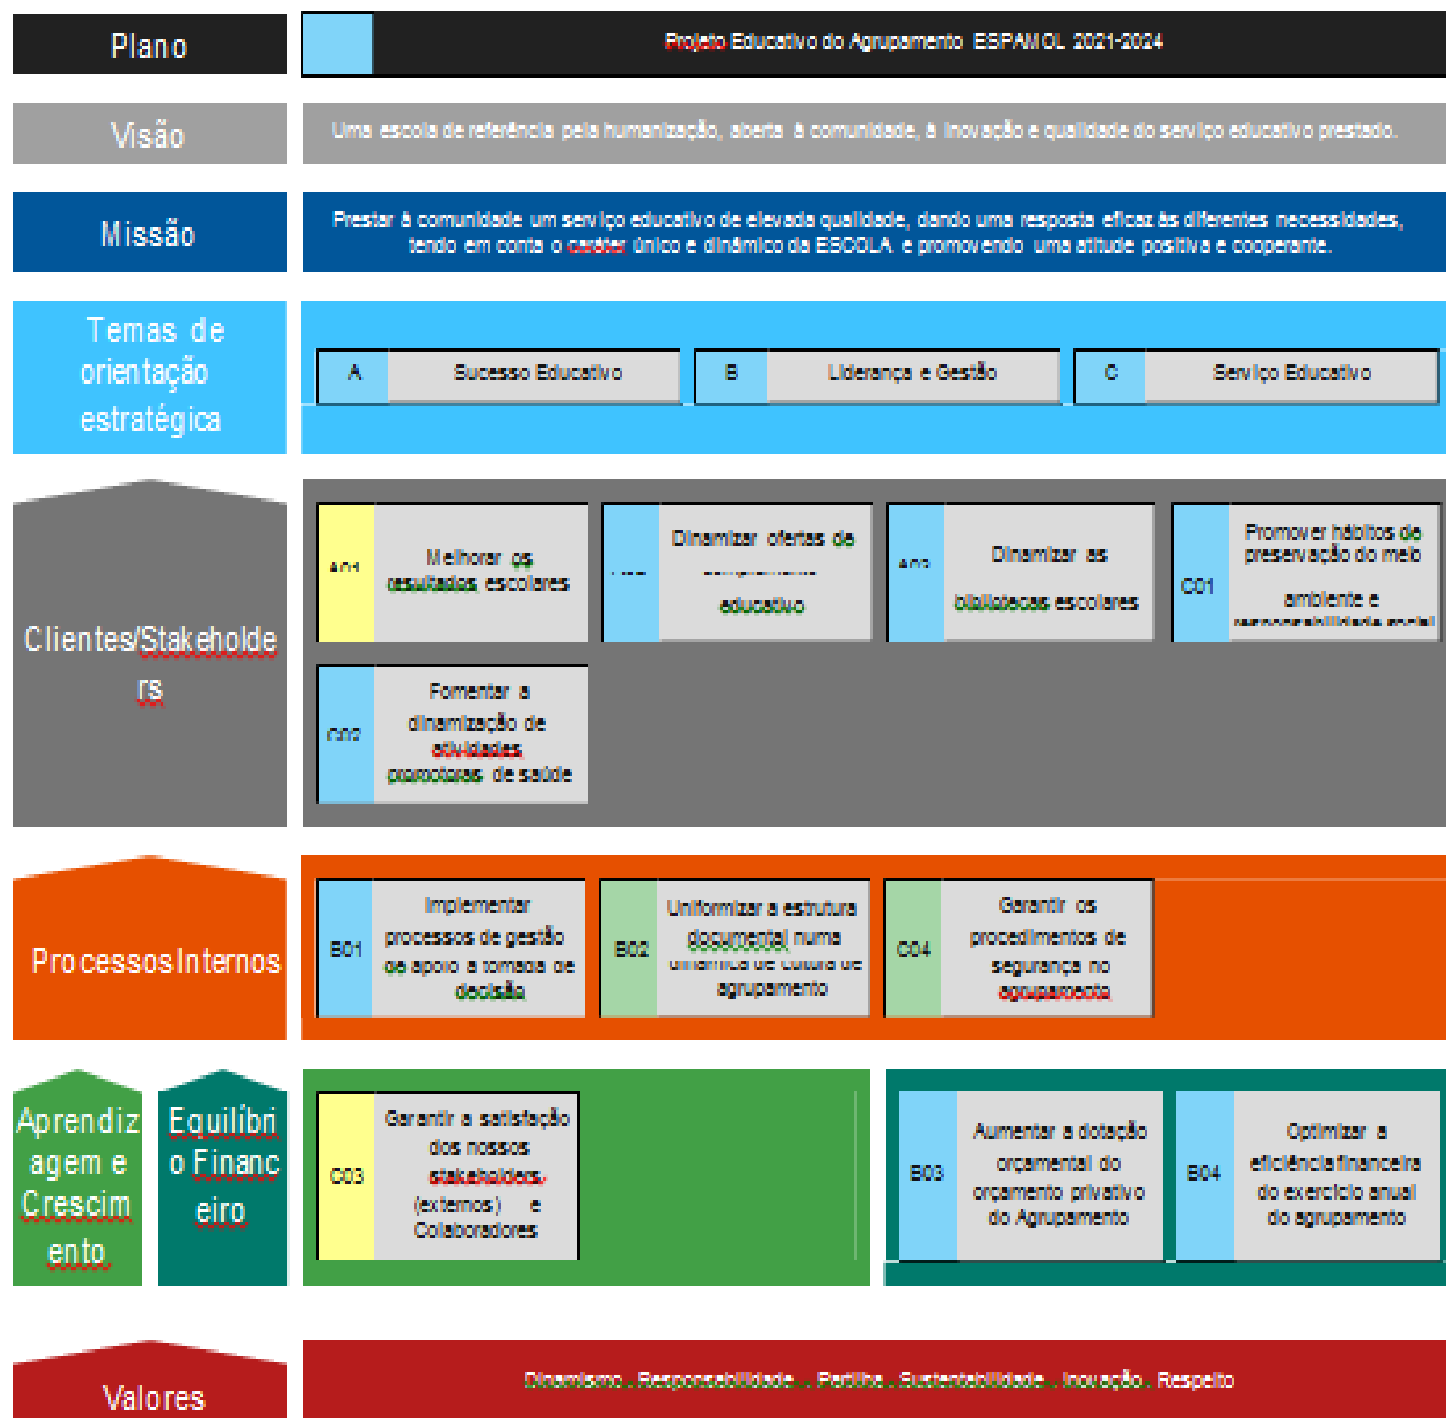 Plano
Projeto Educativo do Agrupamento ESPAMOL 2021-2024
Visão
Uma escola de referência pela humanização, aberta à comunidade, à inovação e qualidade do serviço educativo prestado.
Missão
Prestar à comunidade um serviço educativo de elevada qualidade, dando uma resposta eficaz às diferentes necessidades,
tendo em conta o caráter único e dinâmico da ESCOLA e promovendo uma atitude positiva e cooperante.
Temas de
orientação
estratégica
A
Sucesso Educativo
B
Liderança e Gestão
C
Serviço Educativo
Clientes/Stakeholde
rs
A01
Melhorar os
resultados escolares
Dinamizar ofertas de
educativo
Dinamizar as
bibliotecas escolares
C01
Promover hábitos de
preservação do meio
ambiente e
responsabilidade social
C02
Fomentar a
dinamização de
atividades
promotoras de saúde
Processos Internos
B01
Implementar
processos de gestão
de apoio à tomada de
decisão
B02
Uniformizar a estrutura
documental numa
dinâmica de cultura de
agrupamento
C04
Garantir os
procedimentos de
segurança no
agrupamento
Aprendiz
agem e
Crescim
ento
Equilíbri
o Financ
eiro
C03
Garantir a satisfação
dos nossos
stakeholders
(externos) e
Colaboradores
B03
Aumentar a dotação
orçamental do
orçamento privativo
do Agrupamento
B04
Optimizar a
eficiência financeira
do exercício anual
do agrupamento
Valores
Dinamismo . Responsabilidade . Partilha . Sustentabilidade . Inovação . Respeito